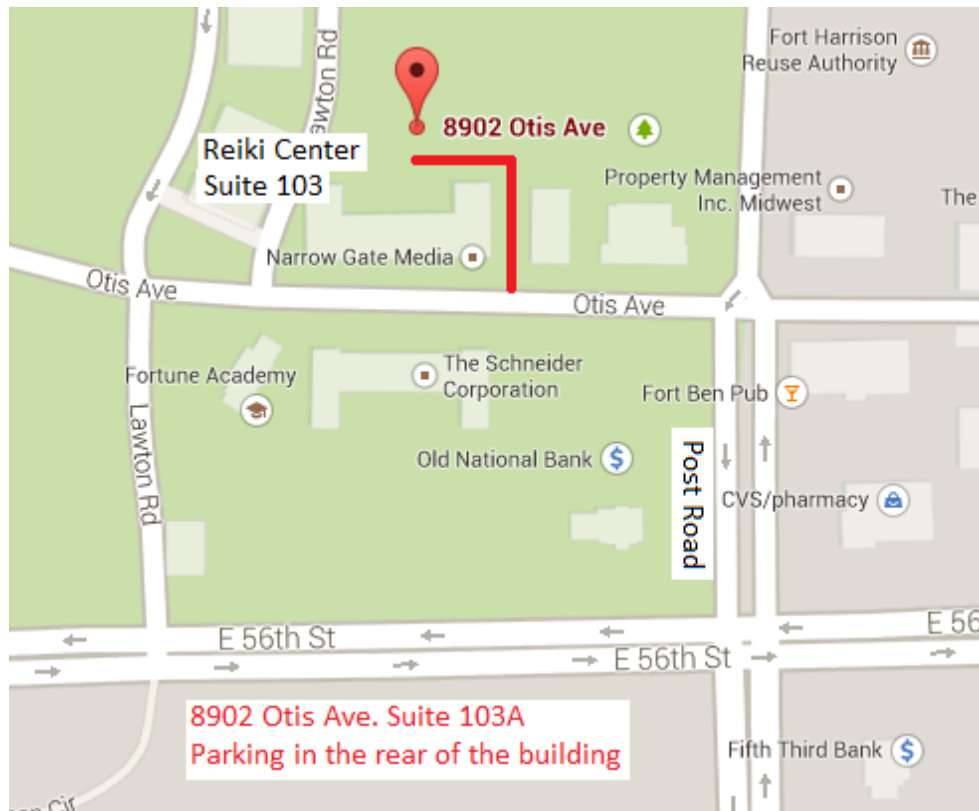 Fort Harrison
Reuse Authority
Lawton Rd
8902 Otis Ave
Reiki Center
Suite 103
Property Management
Inc. Midwest
The
Narrow Gate Media
Otis Ave
Otis Ave
The Schneider
Corporation
Fortune Academy
Fort Ben Pub
Lawton Rd
Old National Bank
Post Road
CVS/pharmacy
E 56th St
E 56
E 56th St
8902 Otis Ave. Suite 103A
Parking in the rear of the building
Fifth Third Bank
Cir